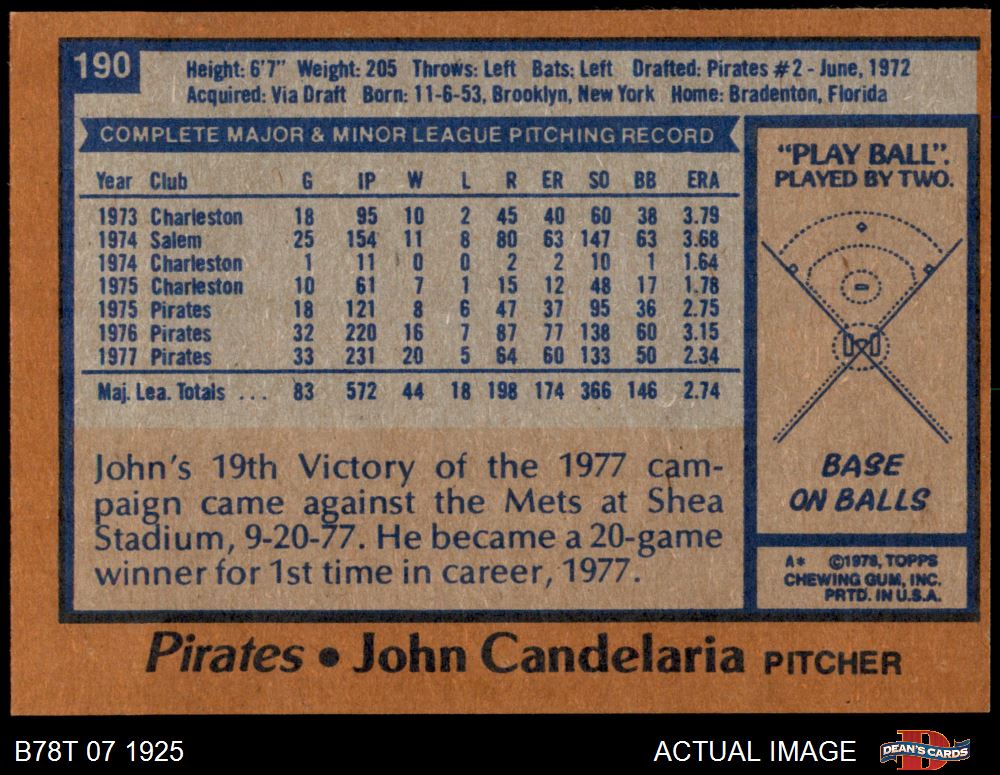 190
Height: 6'7" Weight: 205 Throws: Left Bats: Left Drafted: Pirates #2 - June, 1972
Acquired: Via Draft Born: 11-6-53, Brooklyn, New York Home: Bradenton, Florida
COMPLETE MAJOR & MINOR LEAGUE PITCHING RECORD
Year Club G IP W L R ER SO BB ERA
1973 Charleston 18 95 10 2 45 40 60 38 3.79
1974 Salem 25 154 11 8 80 63 147 63 3.68
1974 Charleston 1 11 0 0 2 2 10 1 1.64
1975 Charleston 10 61 7 1 15 12 48 17 1.78
1975 Pirates 18 121 8 6 47 37 95 36 2.75
1976 Pirates 32 220 16 7 87 77 138 60 3.15
1977 Pirates 33 231 20 5 64 60 133 50 2.34
Maj. Lea. Totals ... 83 572 44 18 198 174 366 146 2.74
John's 19th Victory of the 1977 cam-
paign came against the Mets at Shea
Stadium, 9-20-77. He became a 20-game
winner for 1st time in career, 1977.
"PLAY BALL".
PLAYED BY TWO.
BASE
ON BALLS
A* ©1978, TOPPS
CHEWING GUM, INC.
PRTD. IN U.S.A.
Pirates • John Candelaria PITCHER
B78T 07 1925
ACTUAL IMAGE
D
DEAN'S CARDS